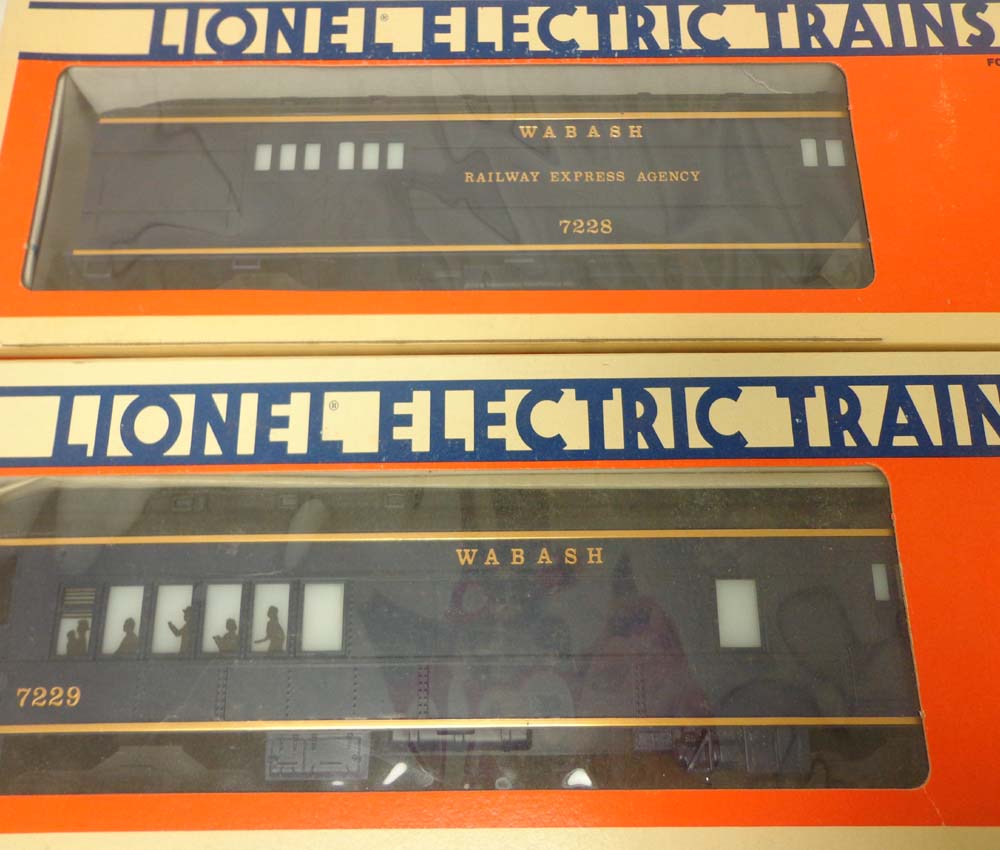 LIONEL® ELECTRIC TRAINS
WABASH
RAILWAY EXPRESS AGENCY
7228
LIONEL® ELECTRIC TRAIN
WABASH
7229